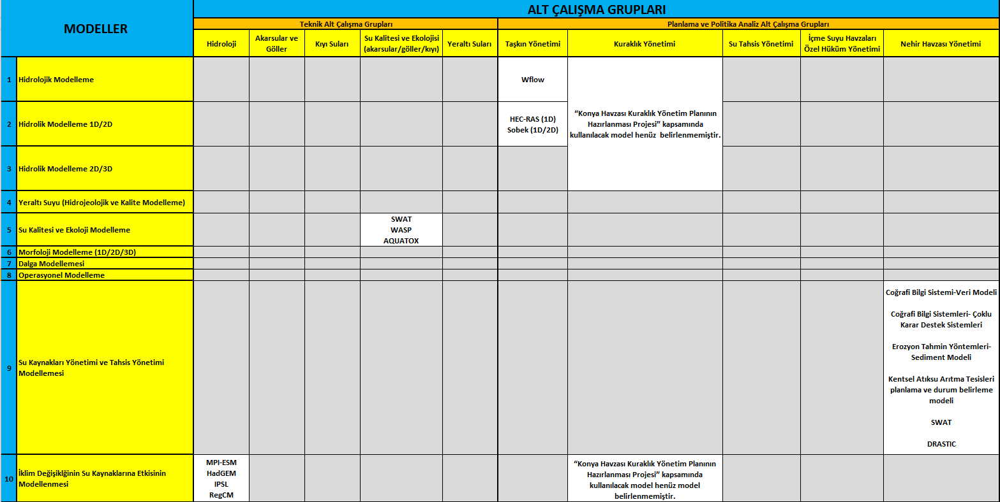 MODELLER
ALT ÇALIŞMA GRUPLARI
Teknik Alt Çalışma Grupları
Planlama ve Politika Analiz Alt Çalışma Grupları
Hidroloji
Akarsular ve
Göller
Kıyı Suları
Su Kalitesi ve Ekolojisi
(akarsular/göller/kıyı)
Yeraltı Suları
Taşkın Yönetimi
Kuraklık Yönetimi
Su Tahsis Yönetimi
İçme Suyu Havzaları
Özel Hüküm Yönetimi
Nehir Havzası Yönetimi
1 Hidrolojik Modelleme
Wflow
“Konya Havzası Kuraklık Yönetim Planının
Hazırlanması Projesi” kapsamında
kullanılacak model henüz belirlenmemiştir.
2 Hidrolik Modelleme 1D/2D
HEC-RAS (1D)
Sobek (1D/2D)
3 Hidrolik Modelleme 2D/3D
4 Yeraltı Suyu (Hidrojeolojik ve Kalite Modelleme)
5 Su Kalitesi ve Ekoloji Modelleme
SWAT
WASP
AQUATOX
6 Morfoloji Modelleme (1D/2D/3D)
7 Dalga Modellemesi
8 Operasyonel Modelleme
9 Su Kaynakları Yönetimi ve Tahsis Yönetimi
Modellemesi
Coğrafi Bilgi Sistemi-Veri Modeli
Coğrafi Bilgi Sistemleri- Çoklu
Karar Destek Sistemleri
Erozyon Tahmin Yöntemleri-
Sediment Modeli
Kentsel Atıksu Arıtma Tesisleri
planlama ve durum belirleme
modeli
SWAT
DRASTIC
10 İklim Değişiklğinin Su Kaynaklarına Etkisinin
Modellenmesi
MPI-ESM
HadGEM
IPSL
RegCM
“Konya Havzası Kuraklık Yönetim Planının
Hazırlanması Projesi” kapsamında
kullanılacak model henüz model
belirlenmemiştir.